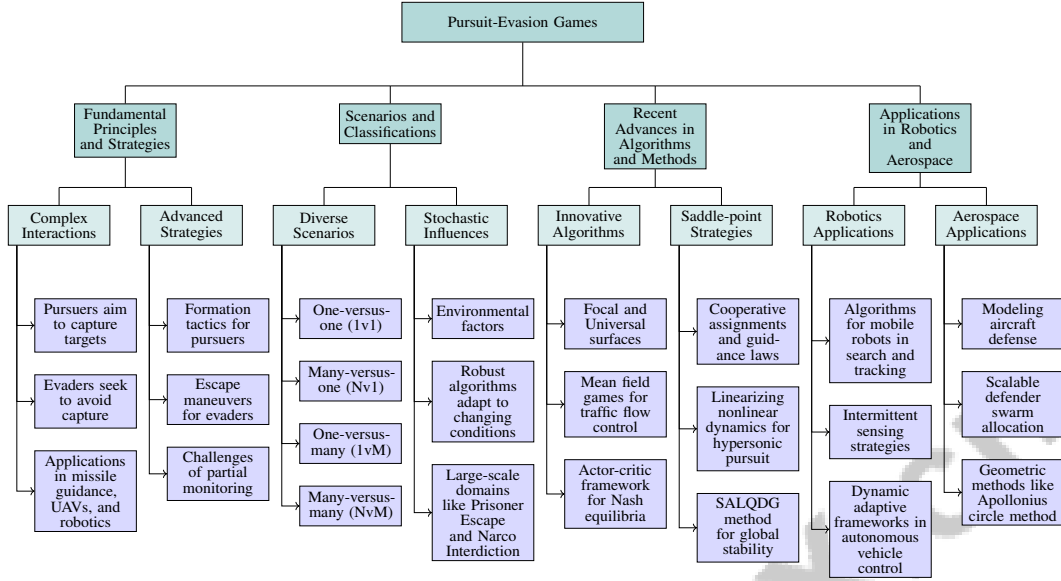 Pursuit-Evasion Games
Fundamental
Principles
and Strategies
Scenarios and
Classifications
Recent
Advances in
Algorithms
and Methods
Applications
in Robotics
and
Aerospace
Complex
Interactions
Advanced
Strategies
Diverse
Scenarios
Stochastic
Influences
Innovative
Algorithms
Saddle-point
Strategies
Robotics
Applications
Aerospace
Applications
Pursuers aim
to capture
targets
Evaders seek
to avoid
capture
Applications
in missile
guidance,
UAVs, and
robotics
Formation
tactics for
pursuers
Escape
maneuvers
for evaders
Challenges
of partial
monitoring
One-versus-
one (1v1)
Many-versus-
one (Nv1)
One-versus-
many (1vM)
Many-versus-
many (NvM)
Environmental
factors
Robust
algorithms
adapt to
changing
conditions
Large-scale
domains
like Prisoner
Escape
and Narco
Interdiction
Focal and
Universal
surfaces
Mean field
games for
traffic flow
control
Actor-critic
framework
for Nash
equilibria
Cooperative
assignments
and guid-
ance laws
Linearizing
nonlinear
dynamics for
hypersonic
pursuit
SALQDG
method
for global
stability
Algorithms
for mobile
robots in
search and
tracking
Intermittent
sensing
strategies
Dynamic
adaptive
frameworks in
autonomous
vehicle
control
Modeling
aircraft
defense
Scalable
defender
swarm
allocation
Geometric
methods like
Apollonius
circle method